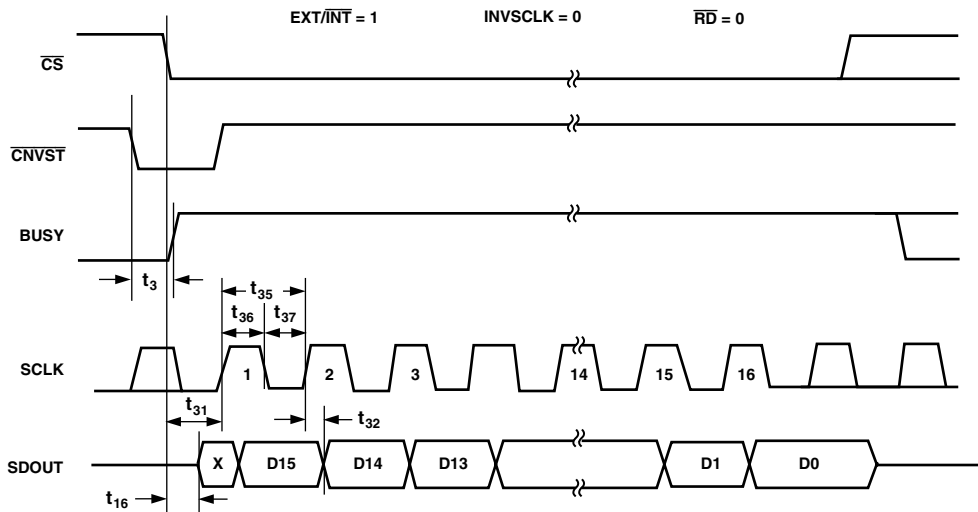 EXT/INT = 1 INVSCLK = 0 RD = 0
CS
CNVST
BUSY
t3
t35
t36 t37
SCLK 1 2 3 14 15 16
t31
t32
SDOUT X D15 D14 D13 D1 D0
t16